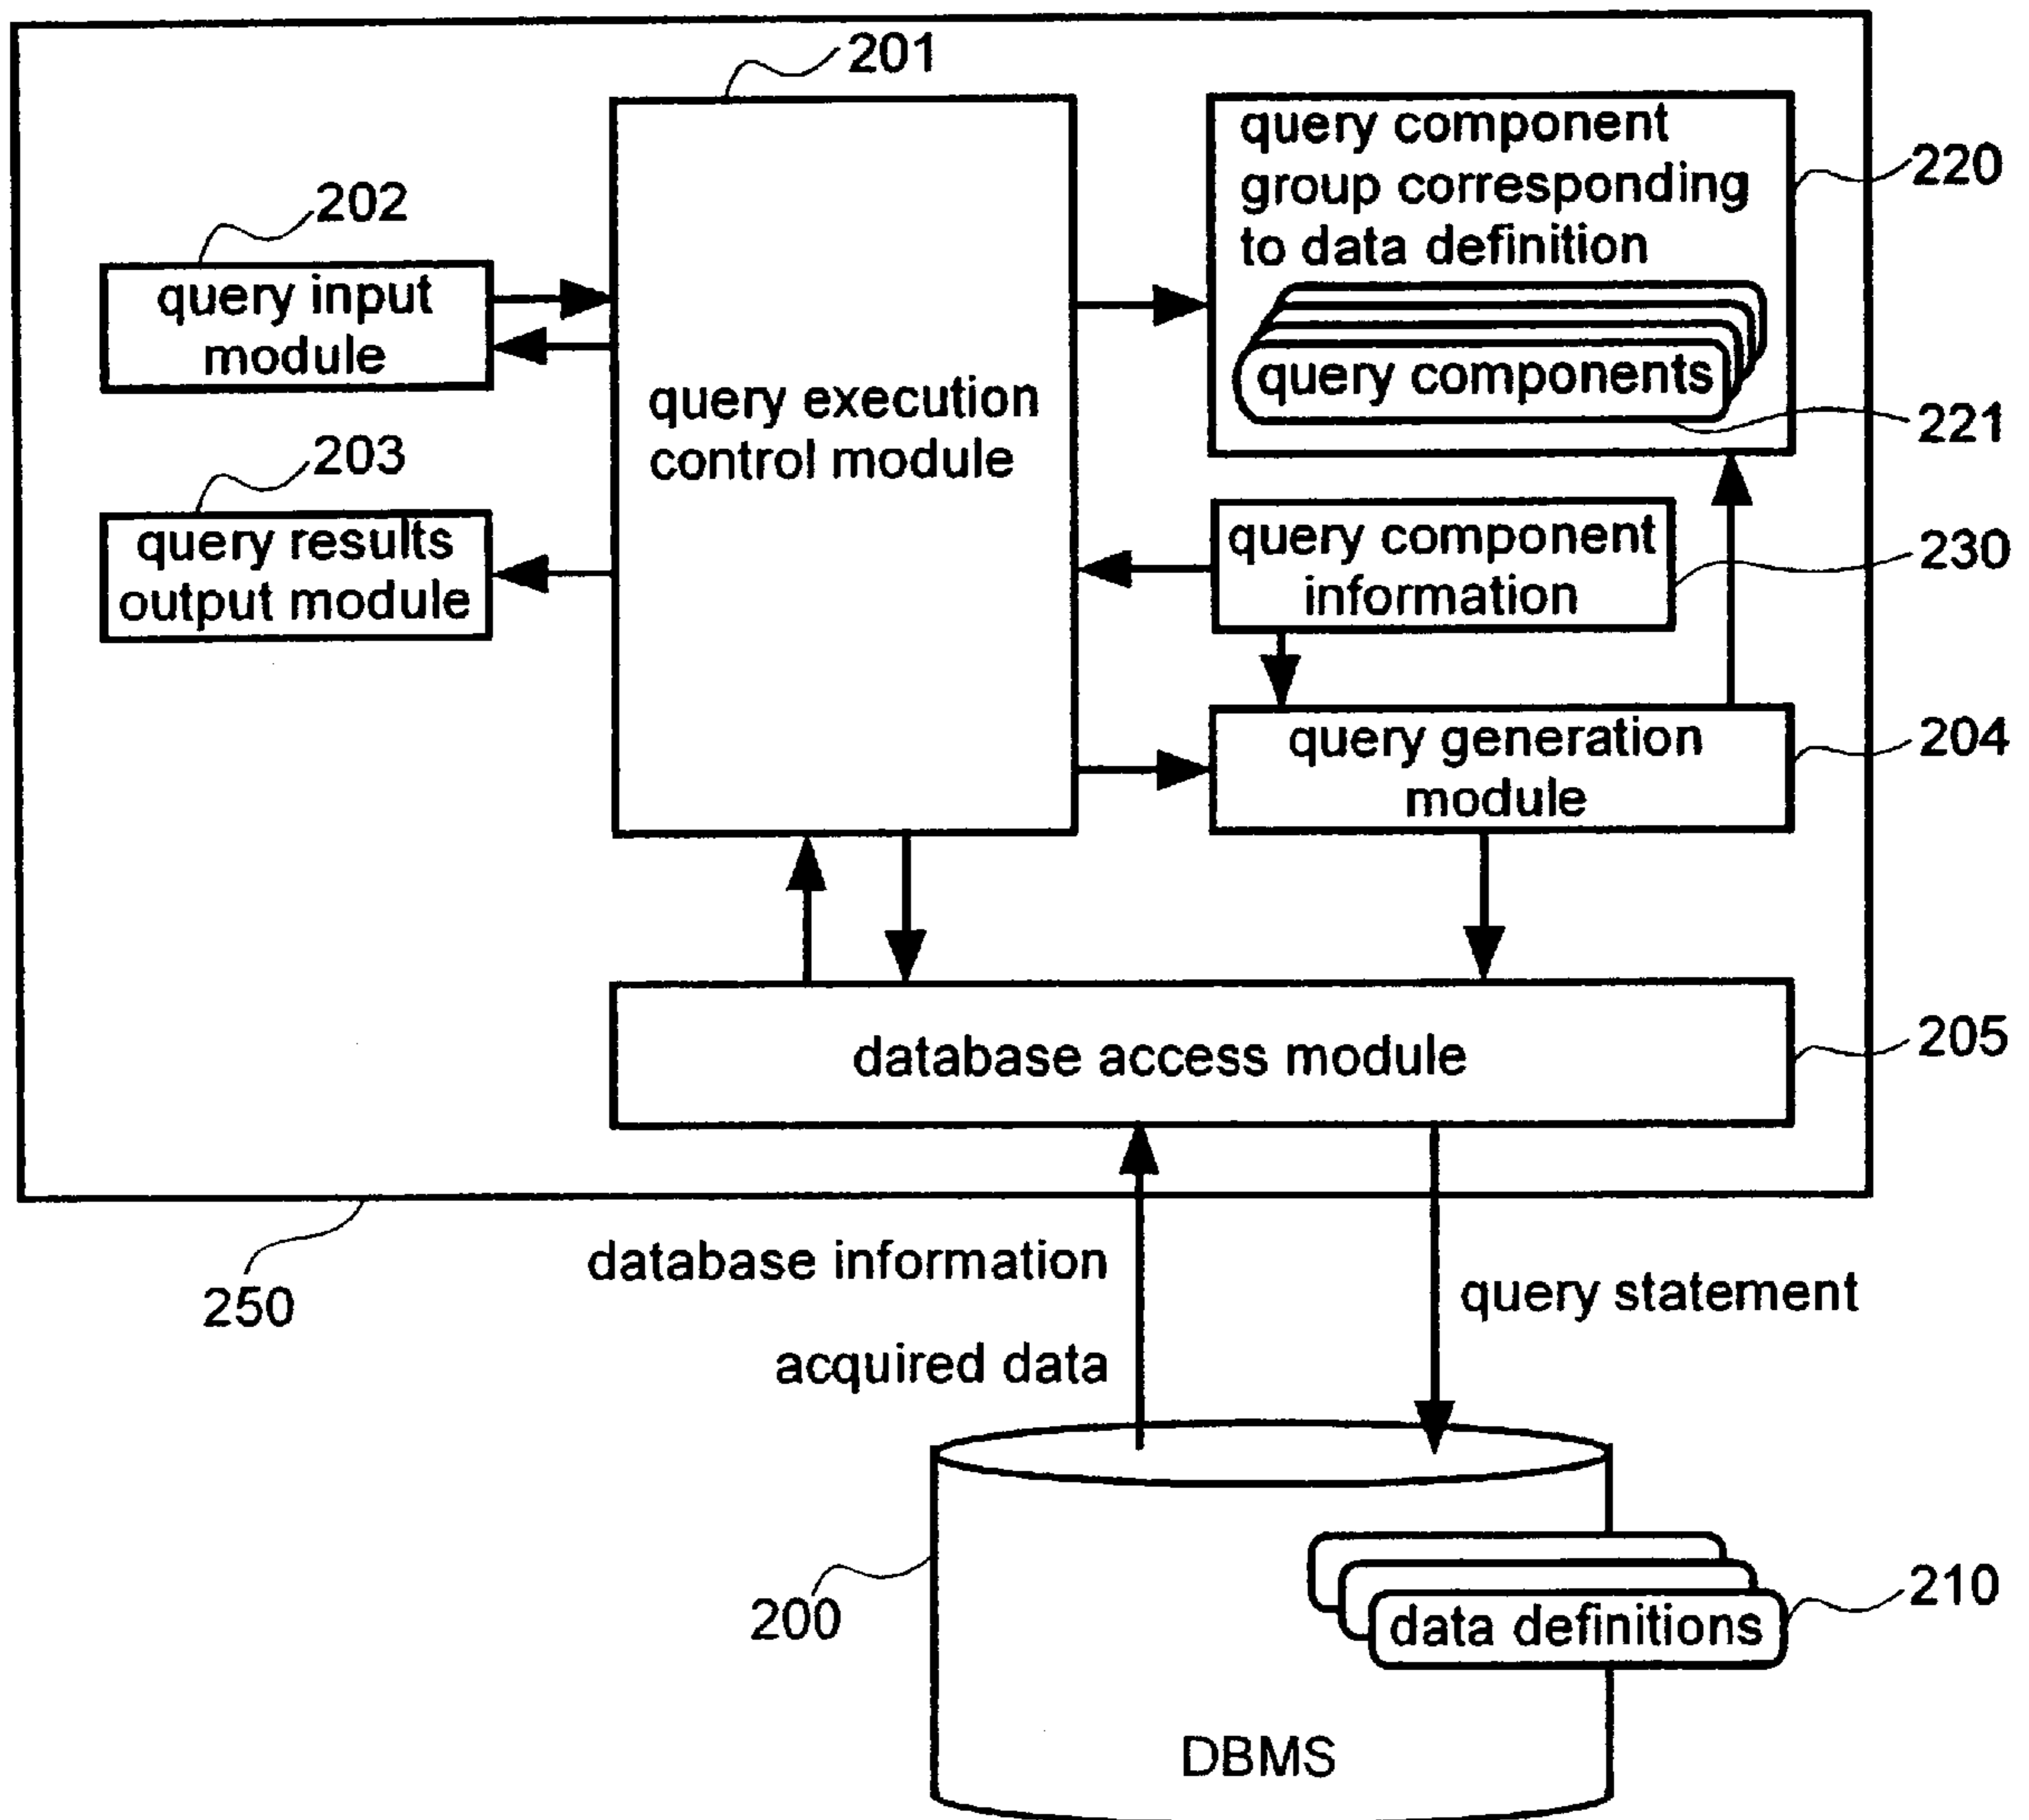 201
query component
group corresponding
to data definition
220
202
query input
module
query components
query execution
control module
221
203
query results
output module
query component
information
230
query generation
module
204
database access module
205
250
database information
query statement
acquired data
200
data definitions
210
DBMS